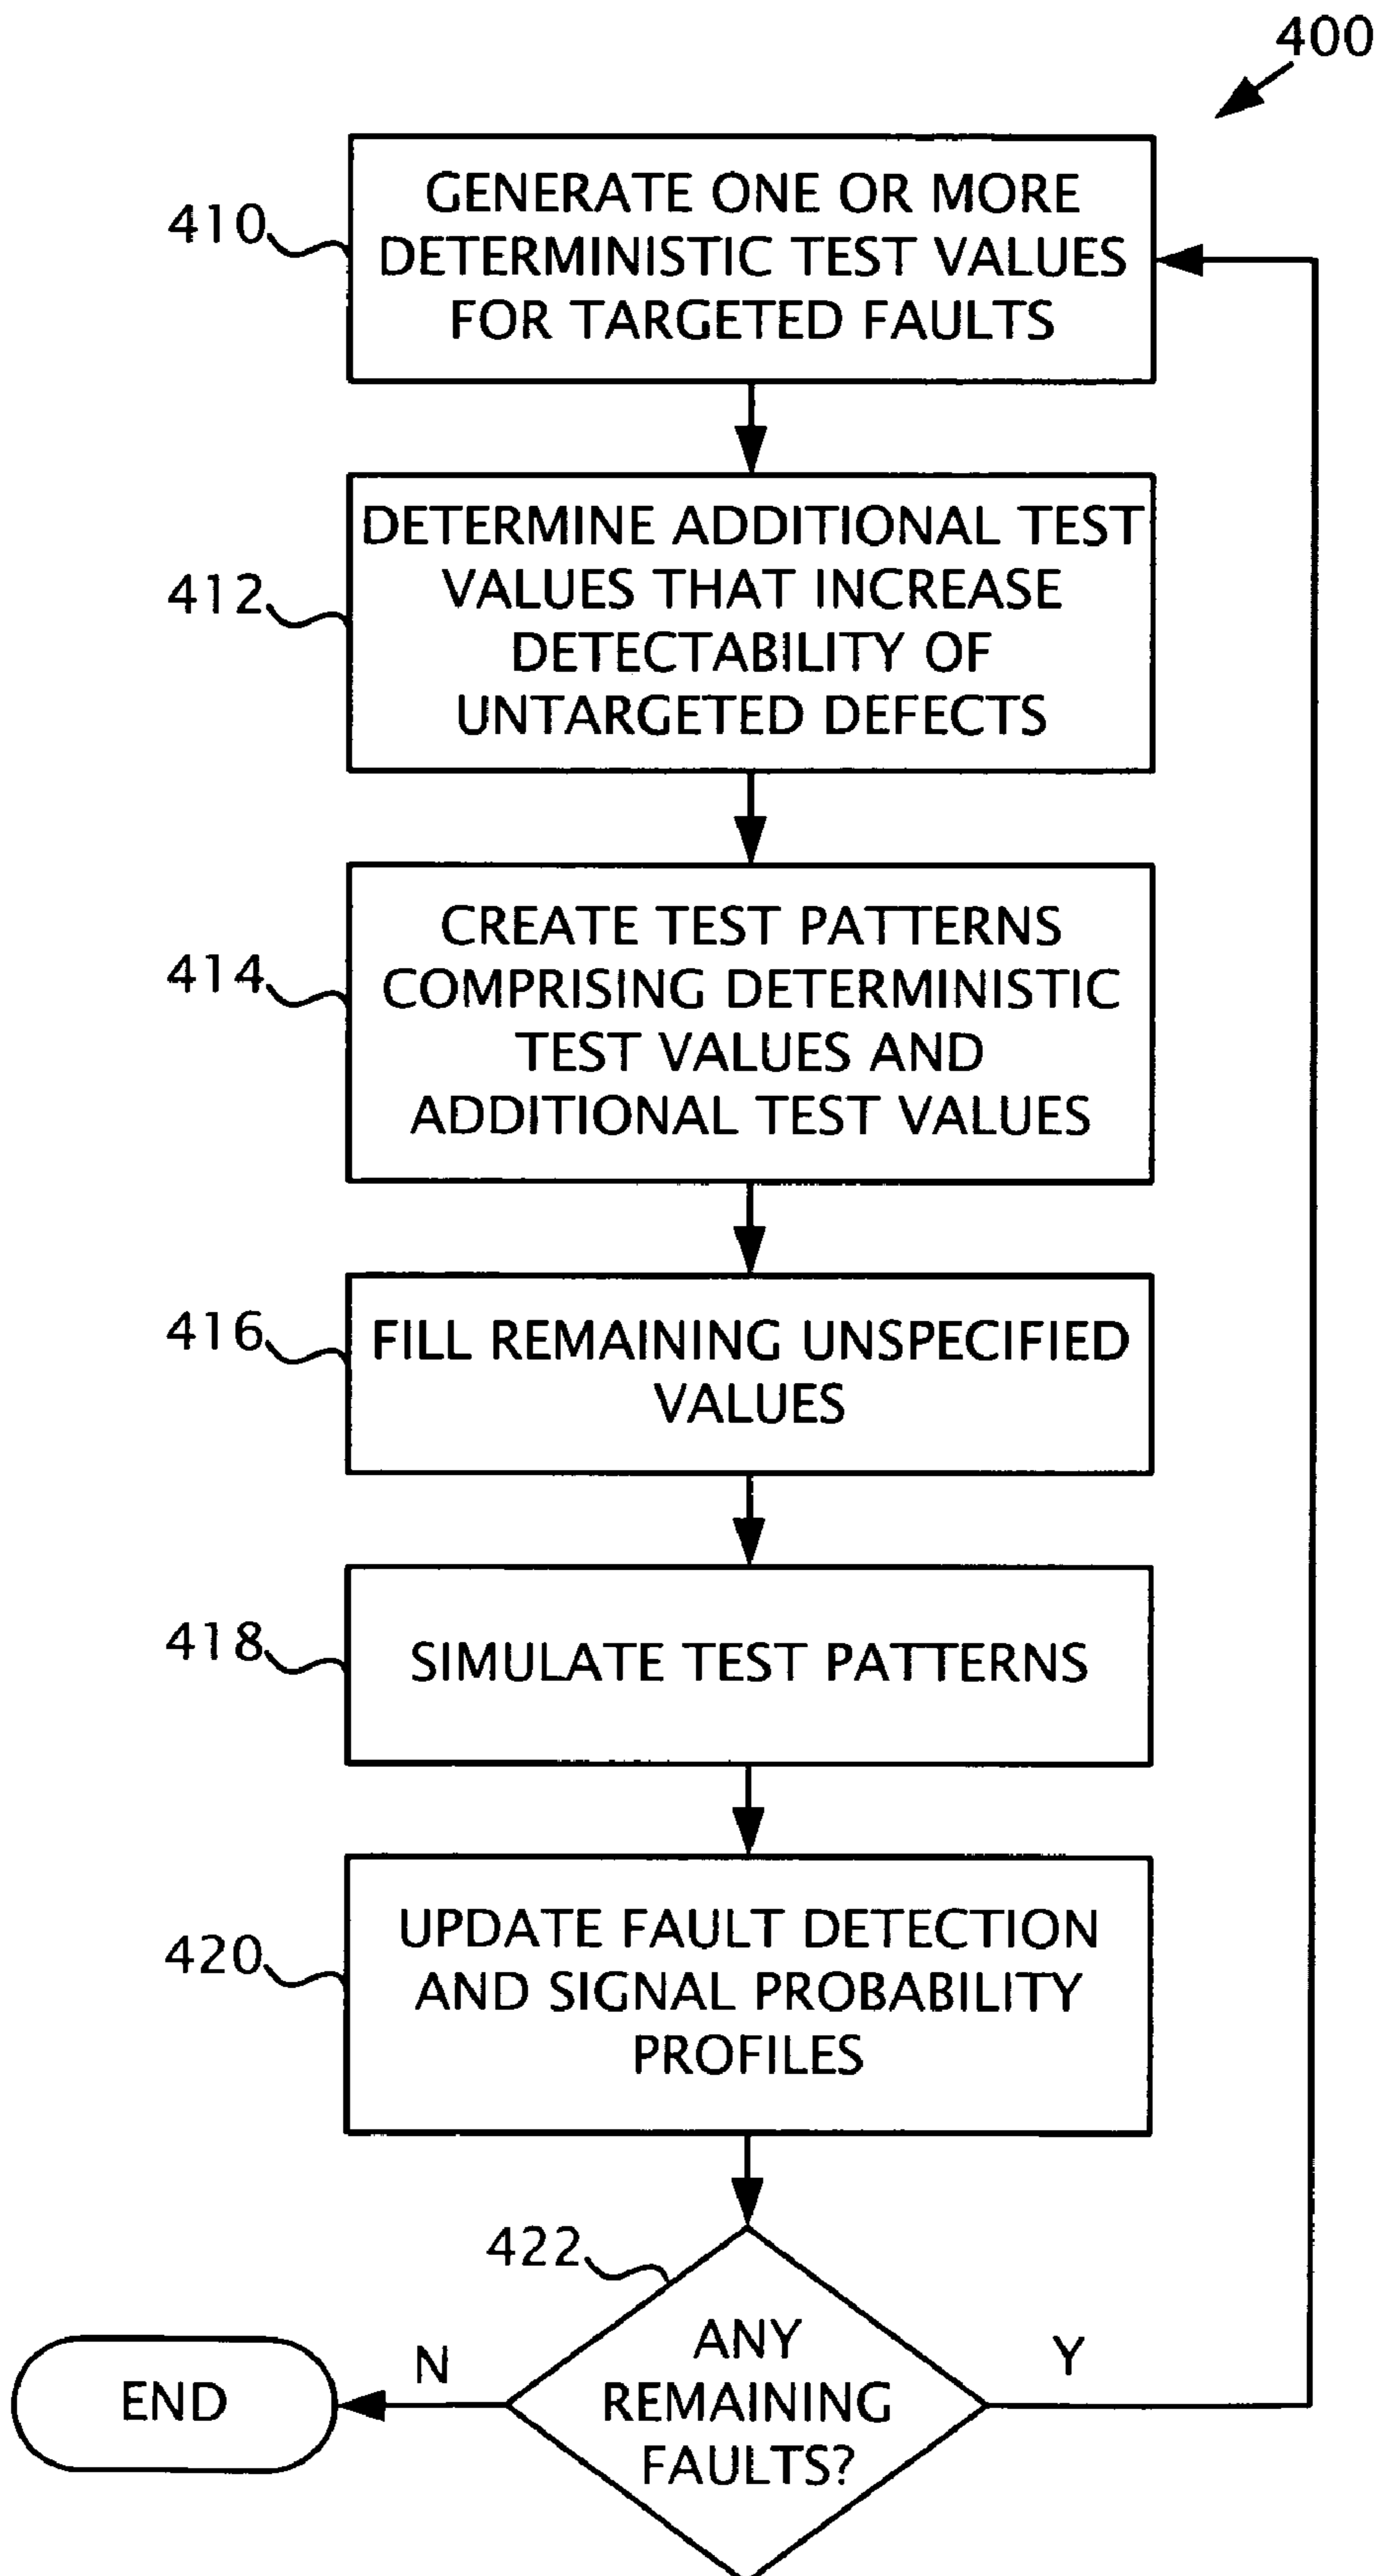 400
410
GENERATE ONE OR MORE
DETERMINISTIC TEST VALUES
FOR TARGETED FAULTS
412
DETERMINE ADDITIONAL TEST
VALUES THAT INCREASE
DETECTABILITY OF
UNTARGETED DEFECTS
414
CREATE TEST PATTERNS
COMPRISING DETERMINISTIC
TEST VALUES AND
ADDITIONAL TEST VALUES
416
FILL REMAINING UNSPECIFIED
VALUES
418
SIMULATE TEST PATTERNS
420
UPDATE FAULT DETECTION
AND SIGNAL PROBABILITY
PROFILES
422
ANY
REMAINING
FAULTS?
N
Y
END